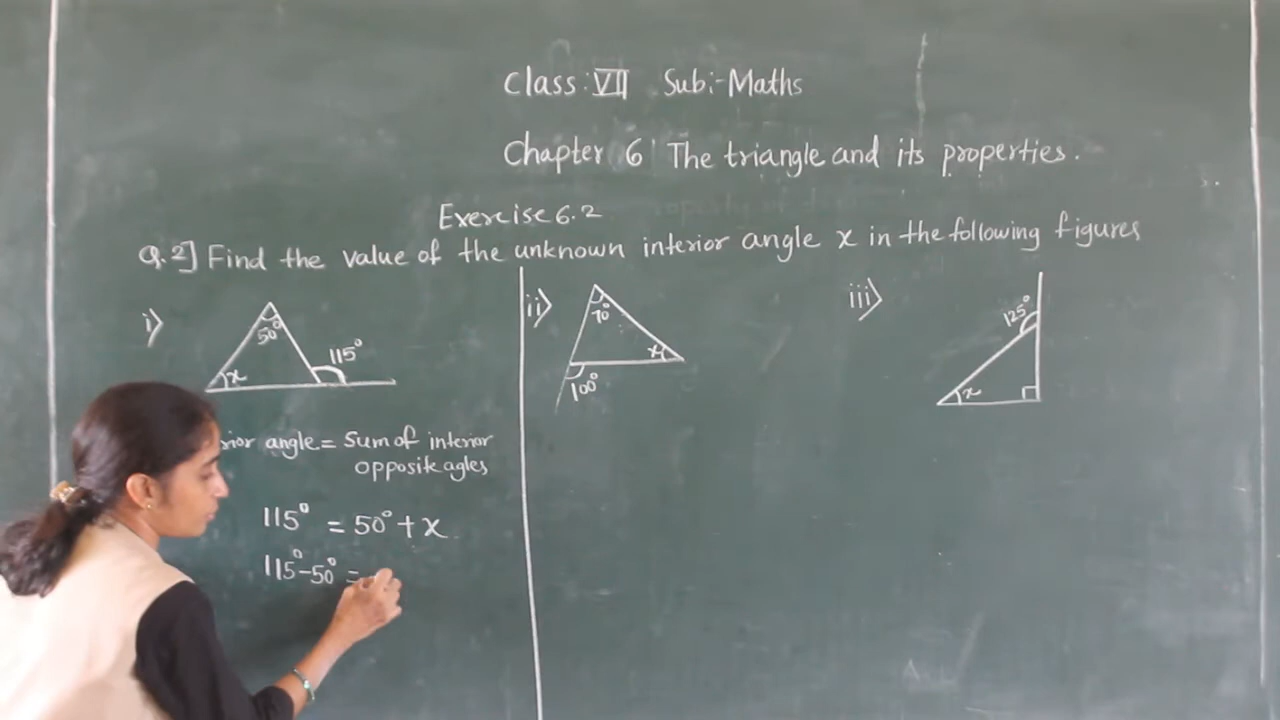 Class:VII Sub:-Maths
Chapter 6 The triangle and its properties.
Exercise 6.2
Q.2] Find the value of the unknown interior angle x in the following figures
i)
50°
115°
x
ii)
70°
x
100°
iii)
125°
x
rior angle = Sum of interior
opposite agles
115° = 50° + x
115° - 50° =